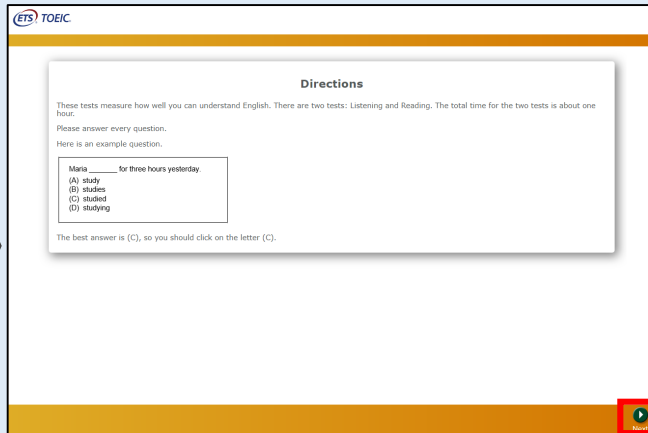 ETS TOEIC.
Directions
These tests measure how well you can understand English. There are two tests: Listening and Reading. The total time for the two tests is about one
hour.
Please answer every question.
Here is an example question.
Maria _______ for three hours yesterday.
(A) study
(B) studies
(C) studied
(D) studying
The best answer is (C), so you should click on the letter (C).
Next